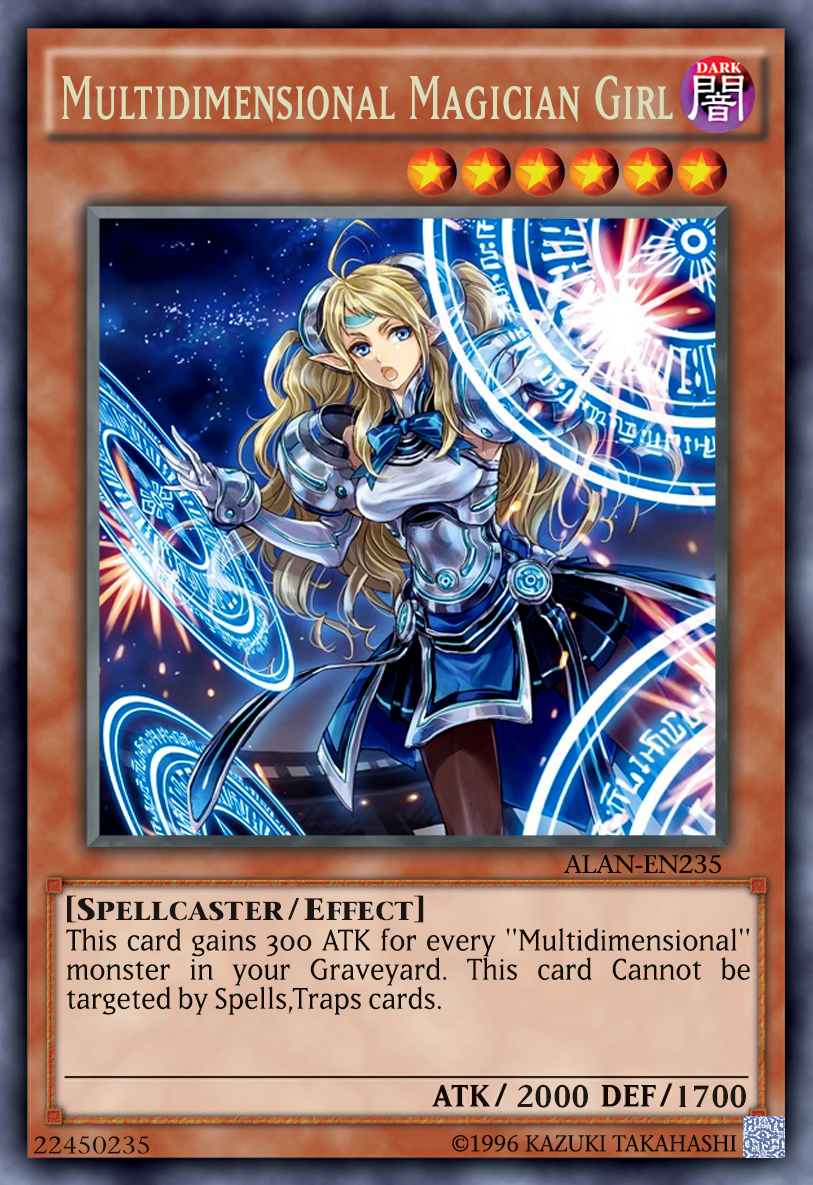 MULTIDIMENSIONAL MAGICIAN GIRL
DARK
闇
ALAN-EN235
[SPELLCASTER/EFFECT]
This card gains 300 ATK for every "Multidimensional"
monster in your Graveyard. This card Cannot be
targeted by Spells,Traps cards.
ATK/ 2000 DEF/1700
22450235
©1996 KAZUKI TAKAHASHI